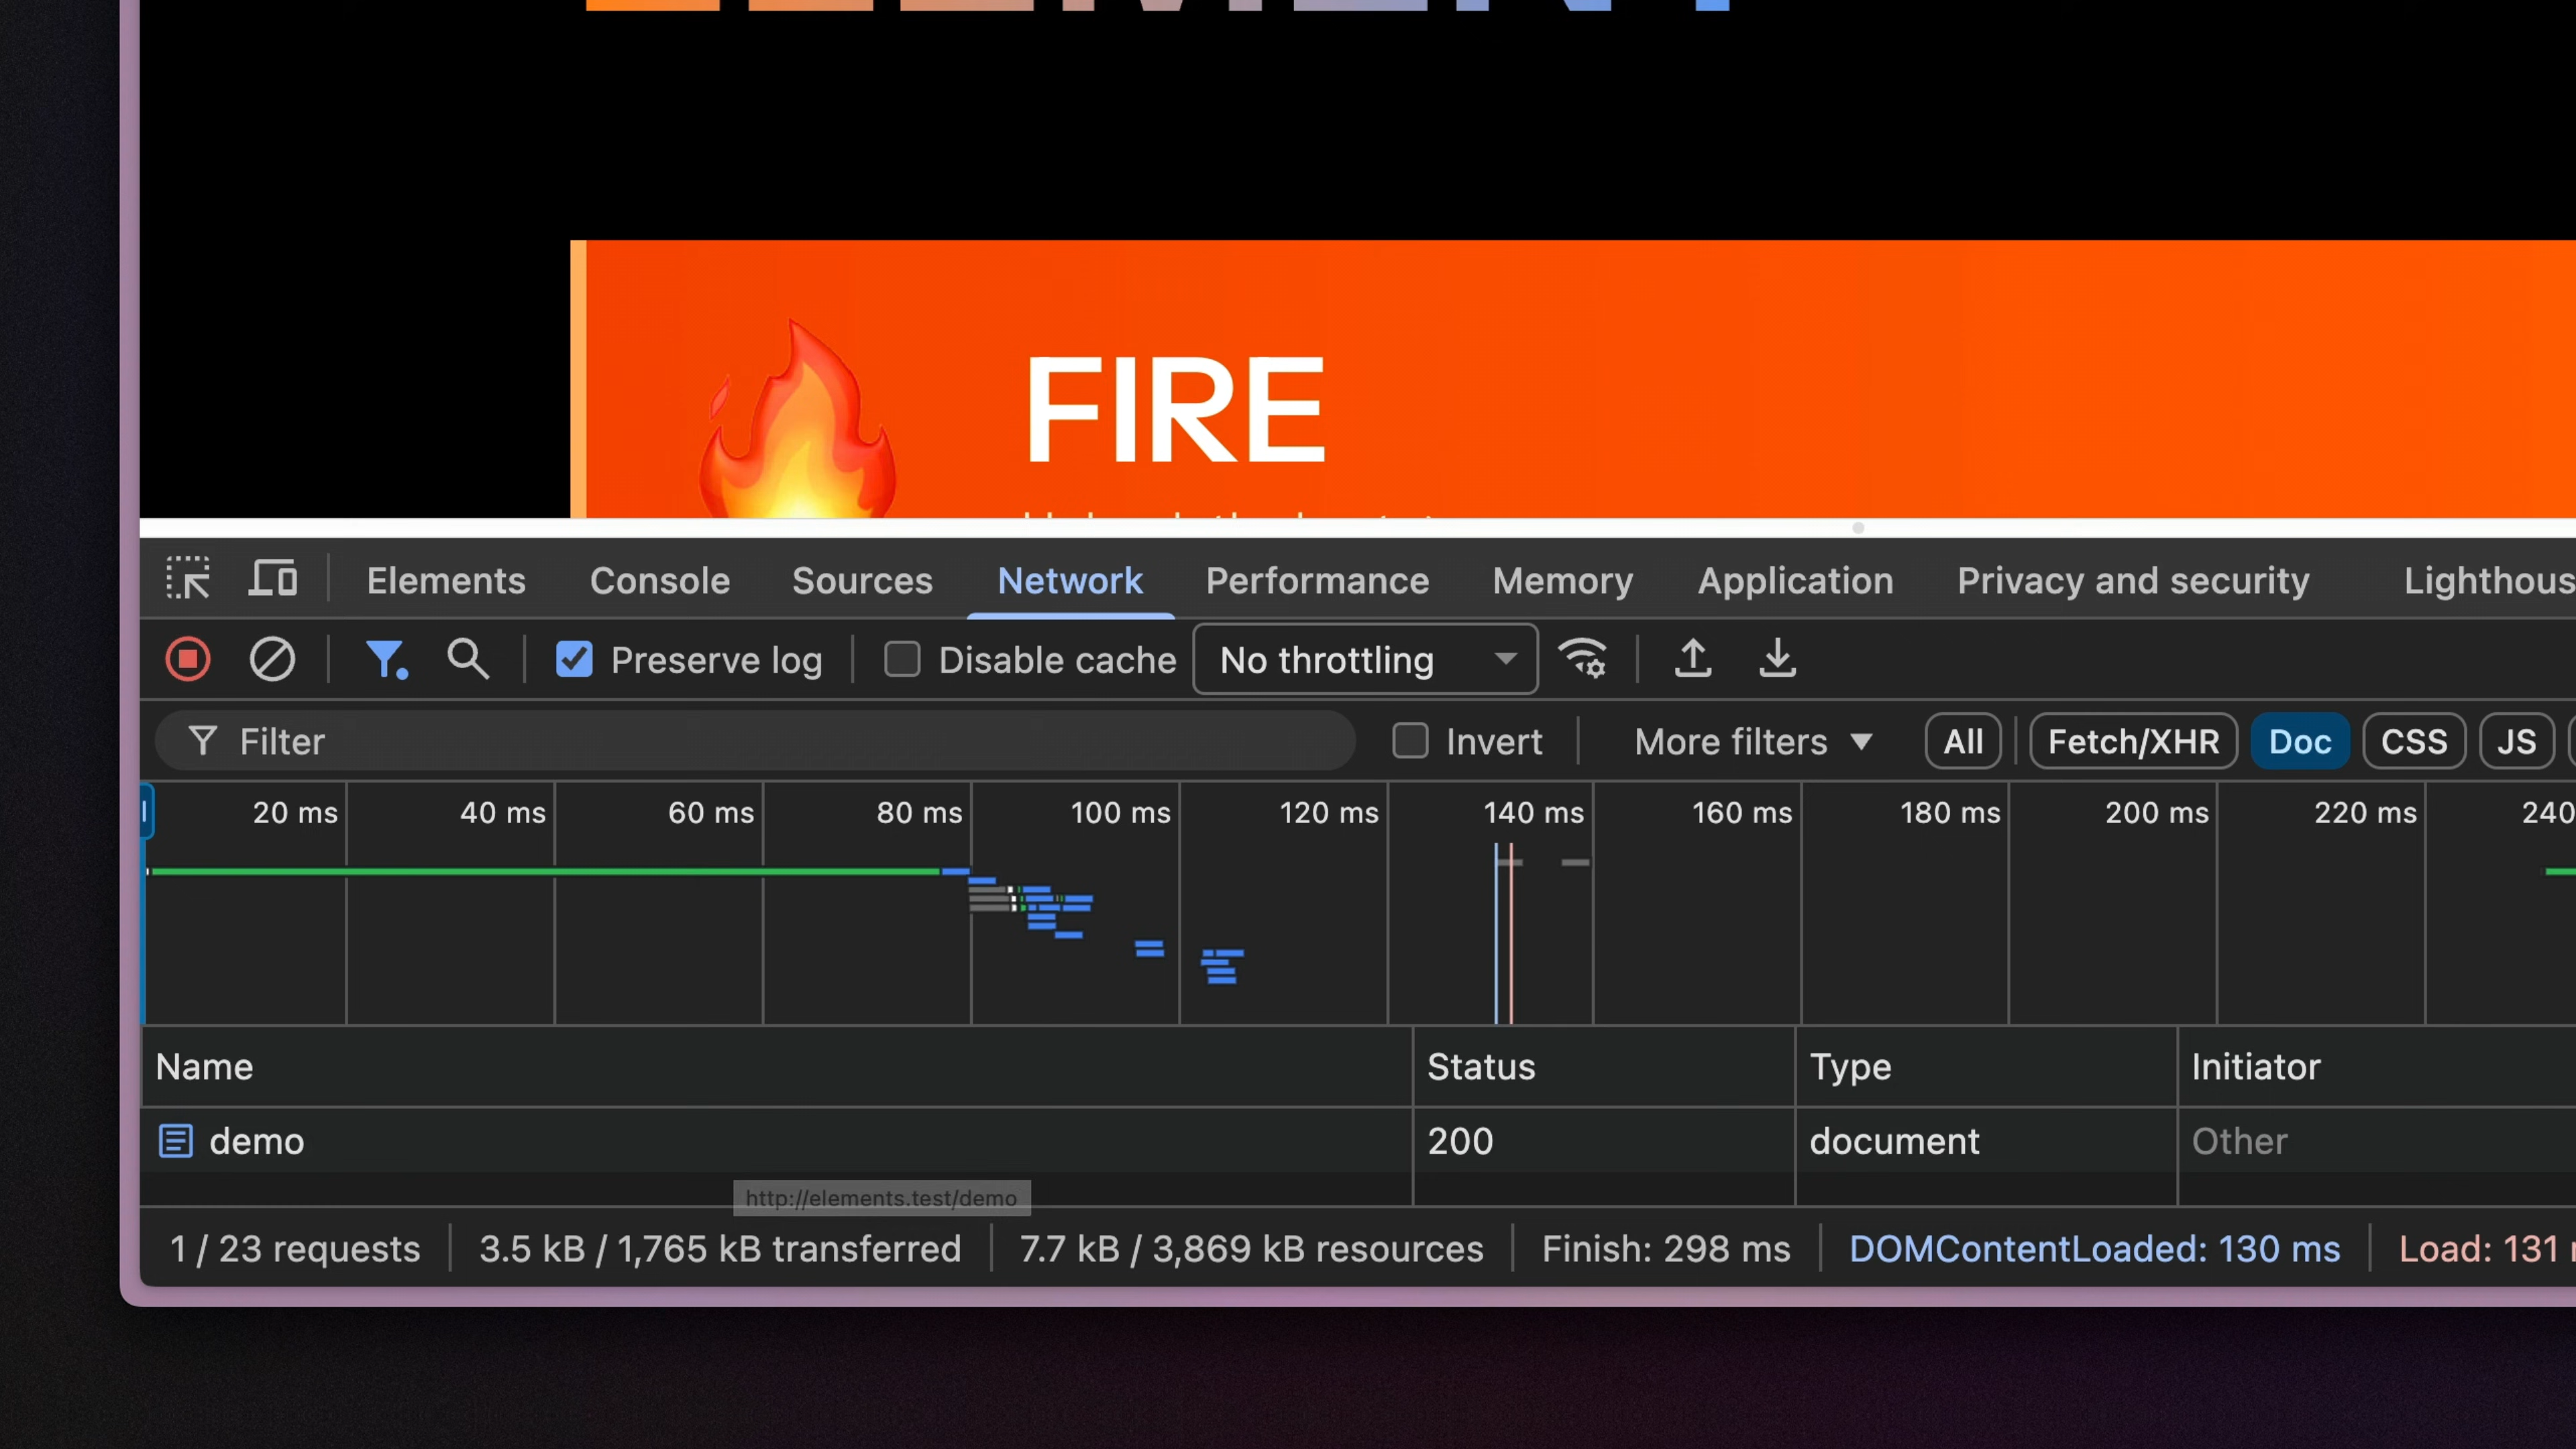 FIRE
Elements Console Sources Network Performance Memory Application Privacy and security
Preserve log Disable cache No throttling
Filter Invert More filters All Fetch/XHR Doc CSS JS
20 ms 40 ms 60 ms 80 ms 100 ms 120 ms 140 ms 160 ms 180 ms 200 ms 220 ms 240
Name Status Type Initiator
demo 200 document Other
http://elements.test/demo
1 / 23 requests 3.5 kB / 1,765 kB transferred 7.7 kB / 3,869 kB resources Finish: 298 ms DOMContentLoaded: 130 ms Load: 131